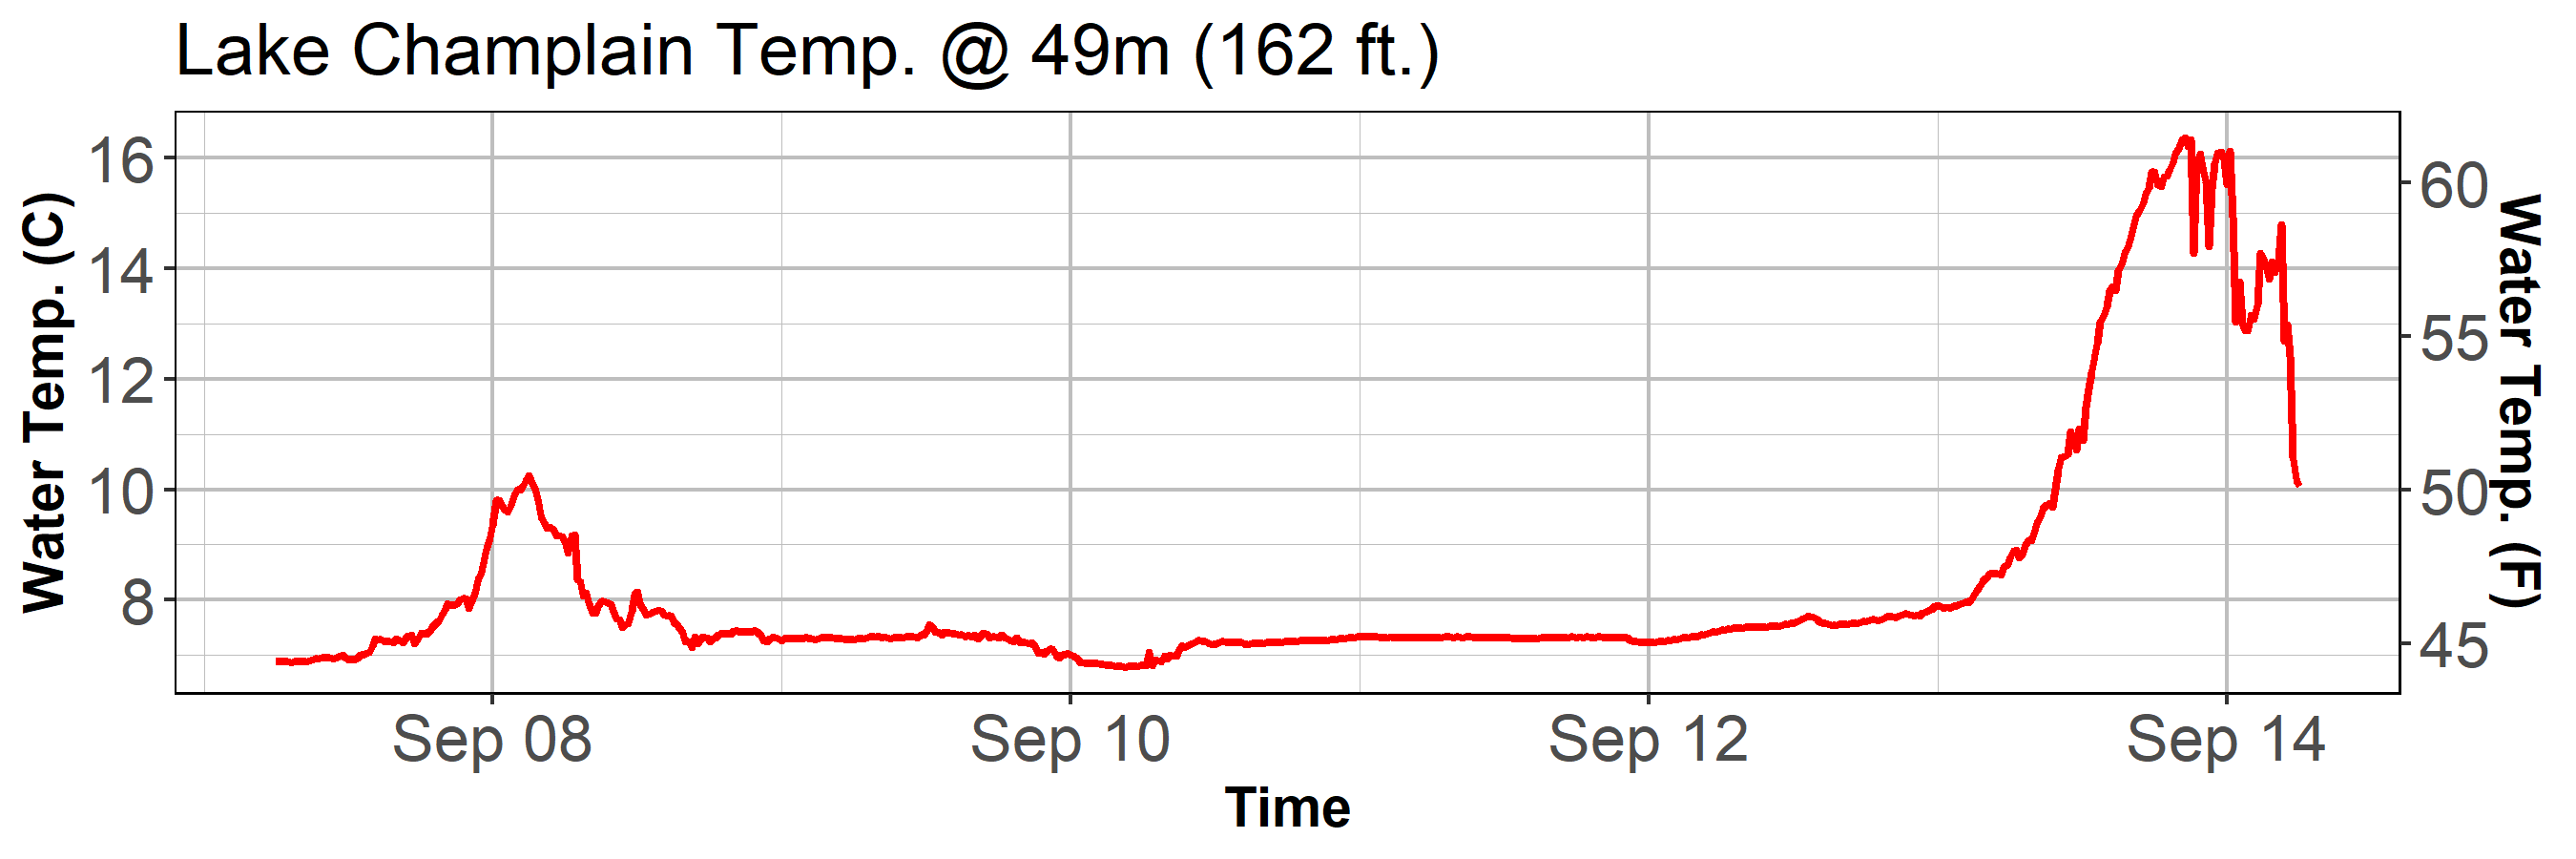 Lake Champlain Temp. @ 49m (162 ft.)
Water Temp. (C)
16
14
12
10
8
60
55
50
45
Water Temp. (F)
Sep 08
Sep 10
Sep 12
Sep 14
Time